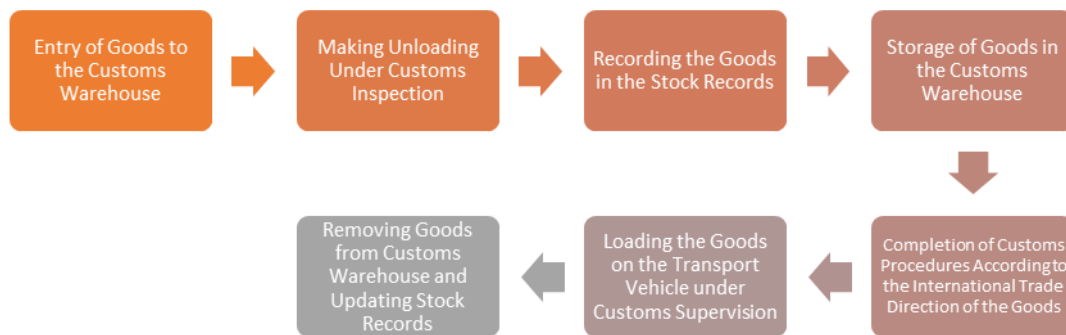 Entry of Goods to
the Customs
Warehouse
Making Unloading
Under Customs
Inspection
Recording the Goods
in the Stock Records
Storage of Goods in
the Customs
Warehouse
Completion of Customs
Procedures According to
the International Trade
Direction of the Goods
Loading the Goods
on the Transport
Vehicle under
Customs Supervision
Removing Goods
from Customs
Warehouse and
Updating Stock
Records